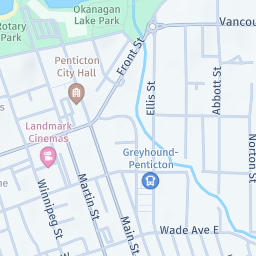 Okanagan
Lake Park
Rotary
Park
Vancou
Front St
Penticton
City Hall
Ellis St
Abbott St
Landmark
Cinemas
Greyhound-
Penticton
Norton St
Winnipeg St
Martin St
Main St
Wade Ave E